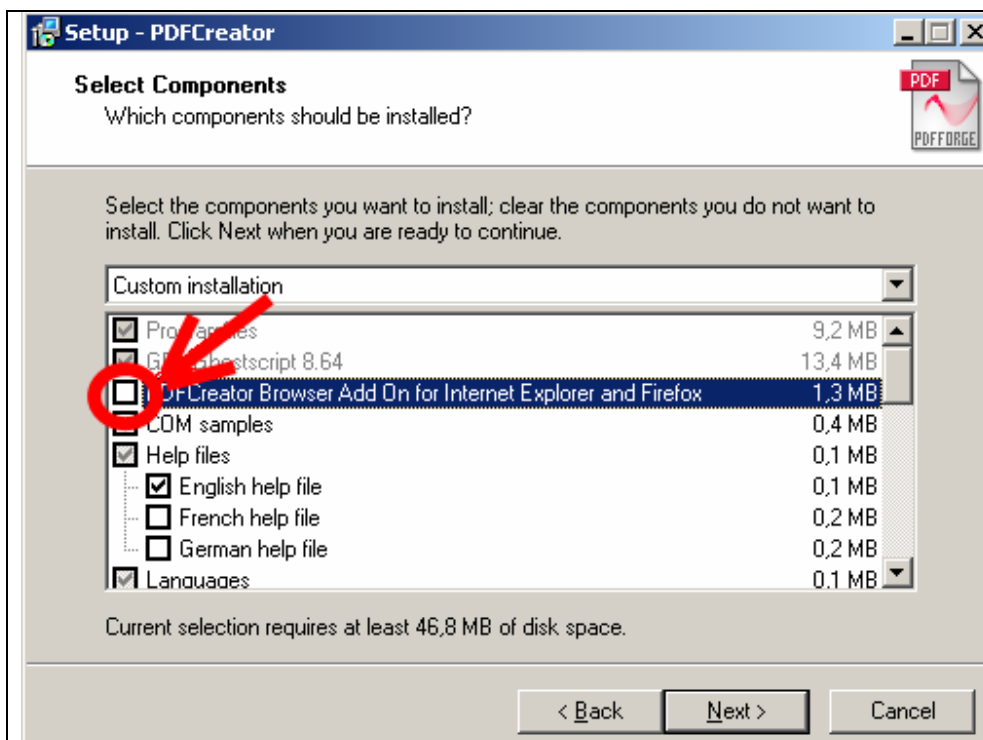 Setup - PDFCreator
Select Components
Which components should be installed?
PDF
PDFFORGE
Select the components you want to install; clear the components you do not want to
install. Click Next when you are ready to continue.
Custom installation
Program files 9,2 MB
Ghostscript 8.64 13,4 MB
PDFCreator Browser Add On for Internet Explorer and Firefox 1,3 MB
COM samples 0,4 MB
Help files 0,1 MB
English help file 0,1 MB
French help file 0,2 MB
German help file 0,2 MB
Languages 0.1 MB
Current selection requires at least 46,8 MB of disk space.
< Back
Next >
Cancel